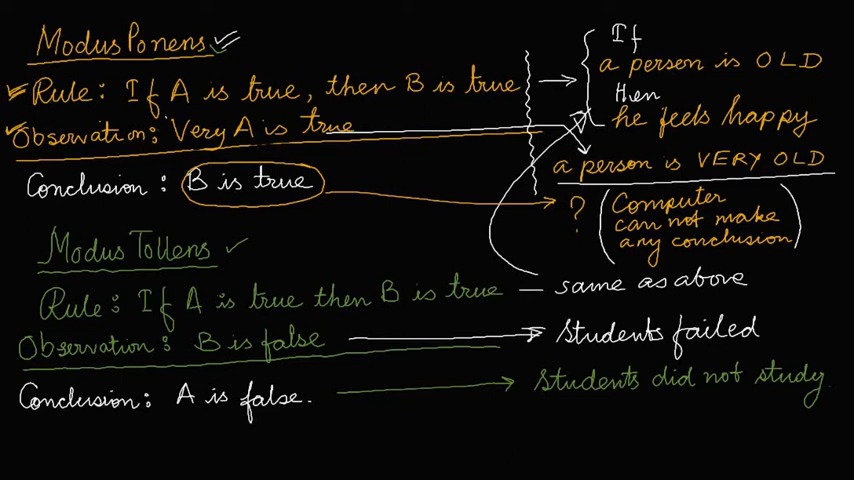 Modus Ponens
Rule: If A is true, then B is true
Observation: Very A is true
Conclusion: B is true
If
a person is OLD
then
he feels happy
a person is VERY OLD
? (Computer
can not make
any conclusion)
Modus Tollens
Rule: If A is true then B is true — same as above
Observation: B is false
Students failed
Conclusion: A is false.
Students did not study.